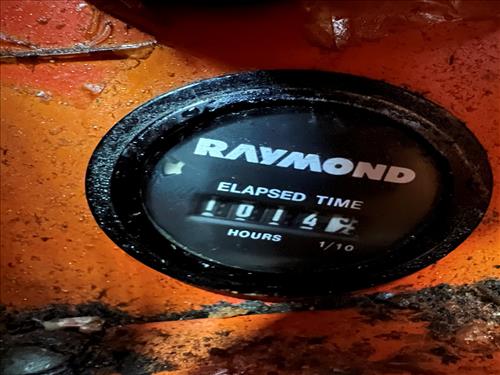 RAYMOND
ELAPSED TIME
1014
HOURS 1/10